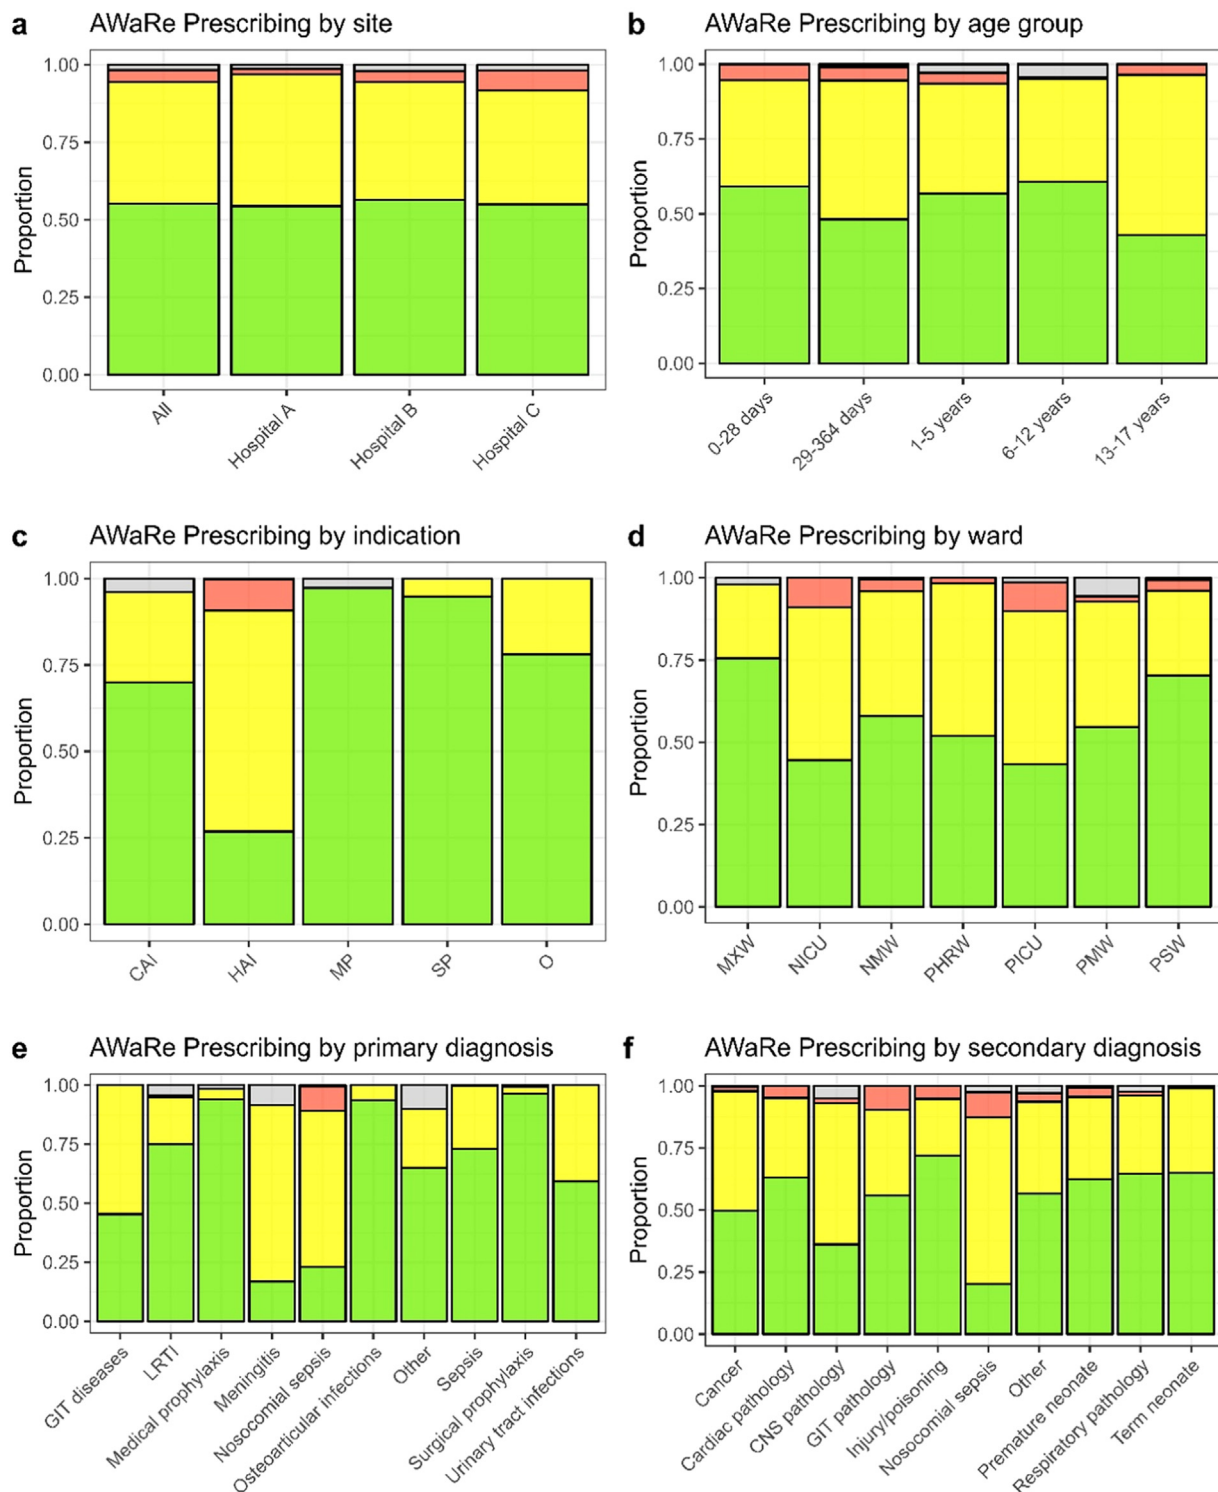 a AWaRe Prescribing by site
1.00
0.75
0.50
0.25
0.00
Proportion
All
Hospital A
Hospital B
Hospital C
b AWaRe Prescribing by age group
1.00
0.75
0.50
0.25
0.00
Proportion
0-28 days
29-364 days
1-5 years
6-12 years
13-17 years
c AWaRe Prescribing by indication
1.00
0.75
0.50
0.25
0.00
Proportion
CAI
HAI
MP
SP
O
d AWaRe Prescribing by ward
1.00
0.75
0.50
0.25
0.00
Proportion
MXW
NICU
NMW
PHRW
PICU
PMW
PSW
e AWaRe Prescribing by primary diagnosis
1.00
0.75
0.50
0.25
0.00
Proportion
GIT diseases
LRTI
Medical prophylaxis
Meningitis
Nosocomial sepsis
Osteoarticular infections
Other
Sepsis
Surgical prophylaxis
Urinary tract infections
f AWaRe Prescribing by secondary diagnosis
1.00
0.75
0.50
0.25
0.00
Proportion
Cancer
Cardiac pathology
CNS pathology
GIT pathology
Injury/poisoning
Nosocomial sepsis
Other
Premature neonate
Respiratory pathology
Term neonate